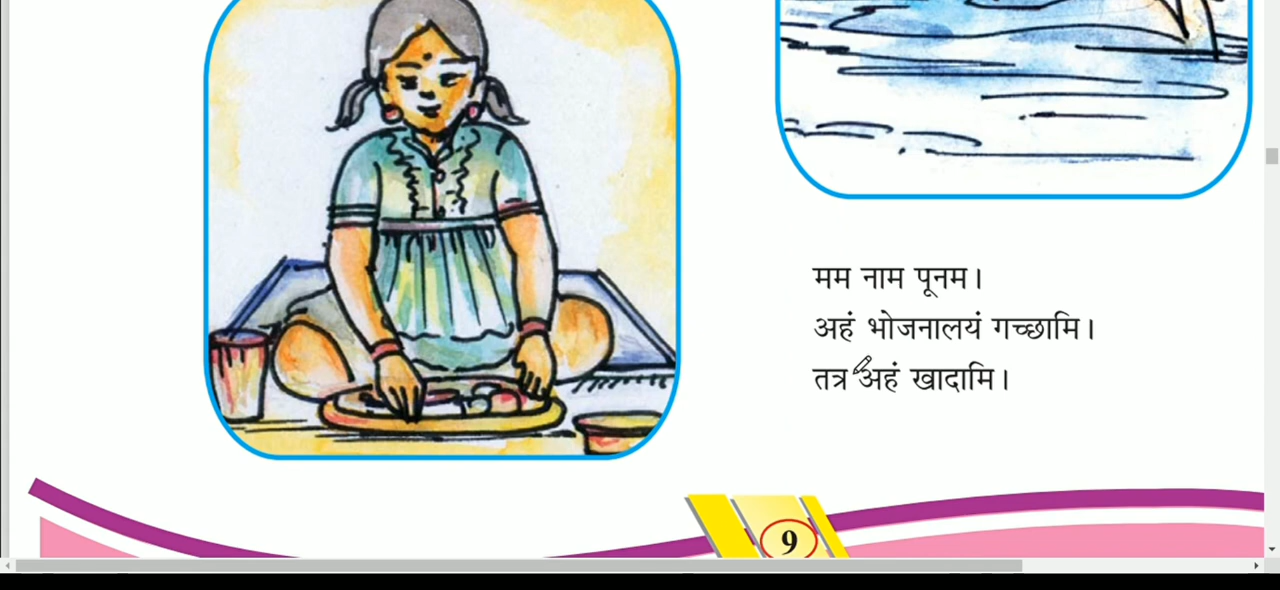 मम नाम पूनम।
अहं भोजनालयं गच्छामि।
तत्र अहं खादामि।
9